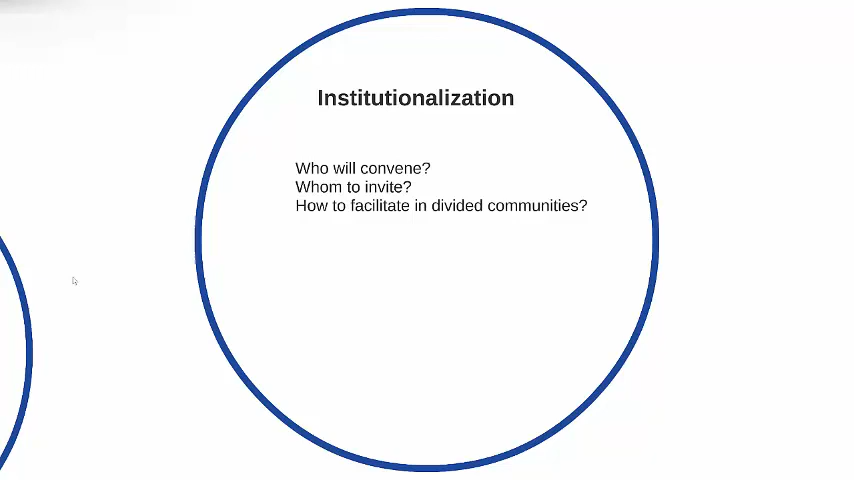 Institutionalization
Who will convene?
Whom to invite?
How to facilitate in divided communities?